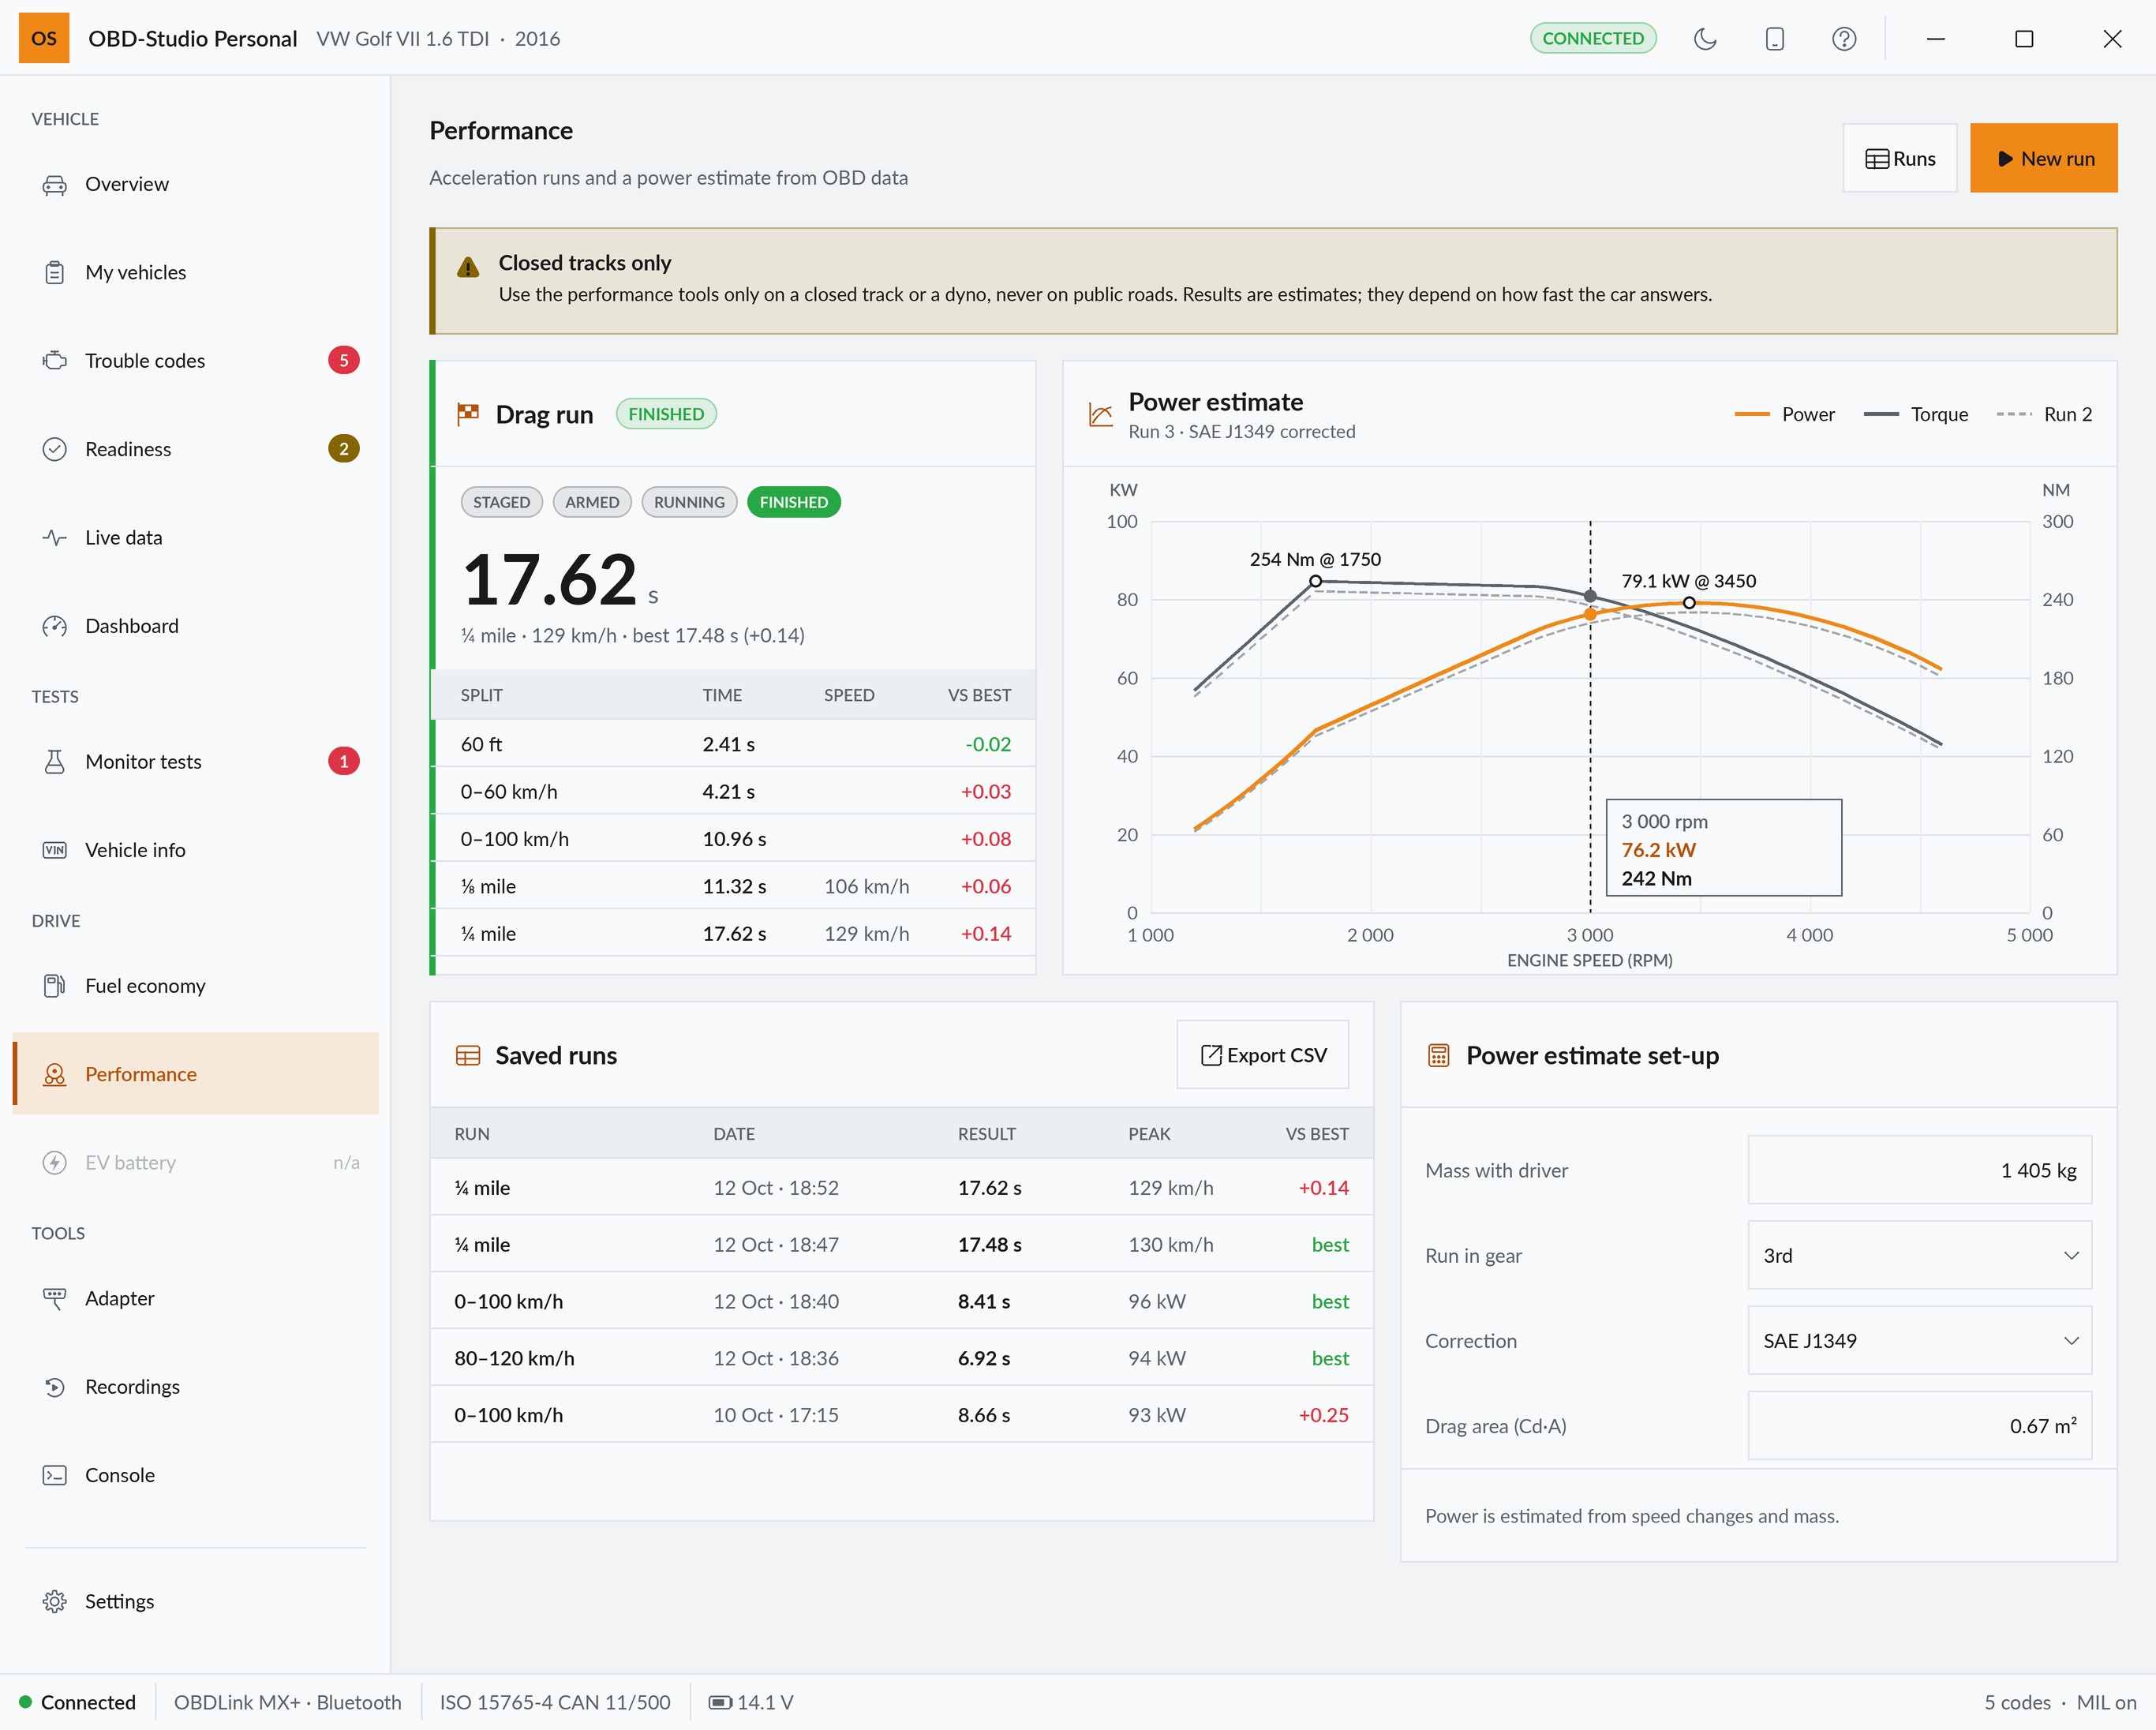 OS OBD-Studio Personal VW Golf VII 1.6 TDI · 2016 CONNECTED
VEHICLE
Overview
My vehicles
Trouble codes 5
Readiness 2
Live data
Dashboard
TESTS
Monitor tests 1
VIN Vehicle info
DRIVE
Fuel economy
Performance
EV battery n/a
TOOLS
Adapter
Recordings
Console
Settings
Performance
Acceleration runs and a power estimate from OBD data
Runs New run
Closed tracks only
Use the performance tools only on a closed track or a dyno, never on public roads. Results are estimates; they depend on how fast the car answers.
Drag run FINISHED
STAGED ARMED RUNNING FINISHED
17.62 s
¼ mile · 129 km/h · best 17.48 s (+0.14)
SPLIT TIME SPEED VS BEST
60 ft 2.41 s -0.02
0–60 km/h 4.21 s +0.03
0–100 km/h 10.96 s +0.08
⅛ mile 11.32 s 106 km/h +0.06
¼ mile 17.62 s 129 km/h +0.14
Power estimate
Run 3 · SAE J1349 corrected
Power Torque Run 2
KW NM
100 300
254 Nm @ 1750
79.1 kW @ 3450
80 240
60 180
40 120
3 000 rpm
20 60
76.2 kW
242 Nm
0 0
1 000 2 000 3 000 4 000 5 000
ENGINE SPEED (RPM)
Saved runs Export CSV
RUN DATE RESULT PEAK VS BEST
¼ mile 12 Oct · 18:52 17.62 s 129 km/h +0.14
¼ mile 12 Oct · 18:47 17.48 s 130 km/h best
0–100 km/h 12 Oct · 18:40 8.41 s 96 kW best
80–120 km/h 12 Oct · 18:36 6.92 s 94 kW best
0–100 km/h 10 Oct · 17:15 8.66 s 93 kW +0.25
Power estimate set-up
Mass with driver 1 405 kg
Run in gear 3rd
Correction SAE J1349
Drag area (Cd·A) 0.67 m²
Power is estimated from speed changes and mass.
Connected OBDLink MX+ · Bluetooth ISO 15765-4 CAN 11/500 14.1 V 5 codes · MIL on